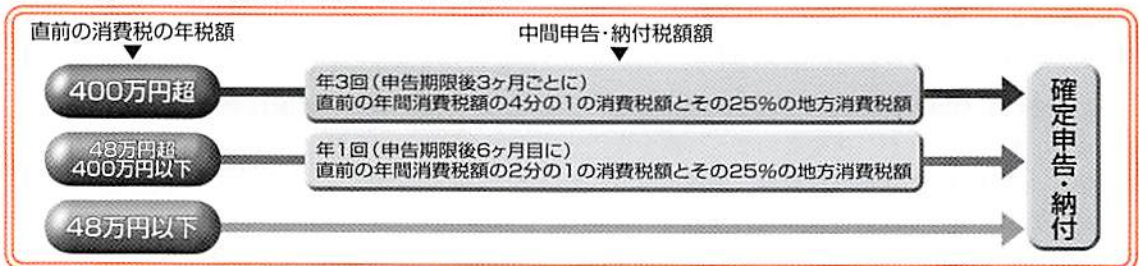 直前の消費税の年税額
中間申告・納付税額額
400万円超
年3回(申告期限後3ヶ月ごとに)
直前の年間消費税額の4分の1の消費税額とその25%の地方消費税額
48万円超
400万円以下
年1回(申告期限後6ヶ月目に)
直前の年間消費税額の2分の1の消費税額とその25%の地方消費税額
48万円以下
確定申告・納付